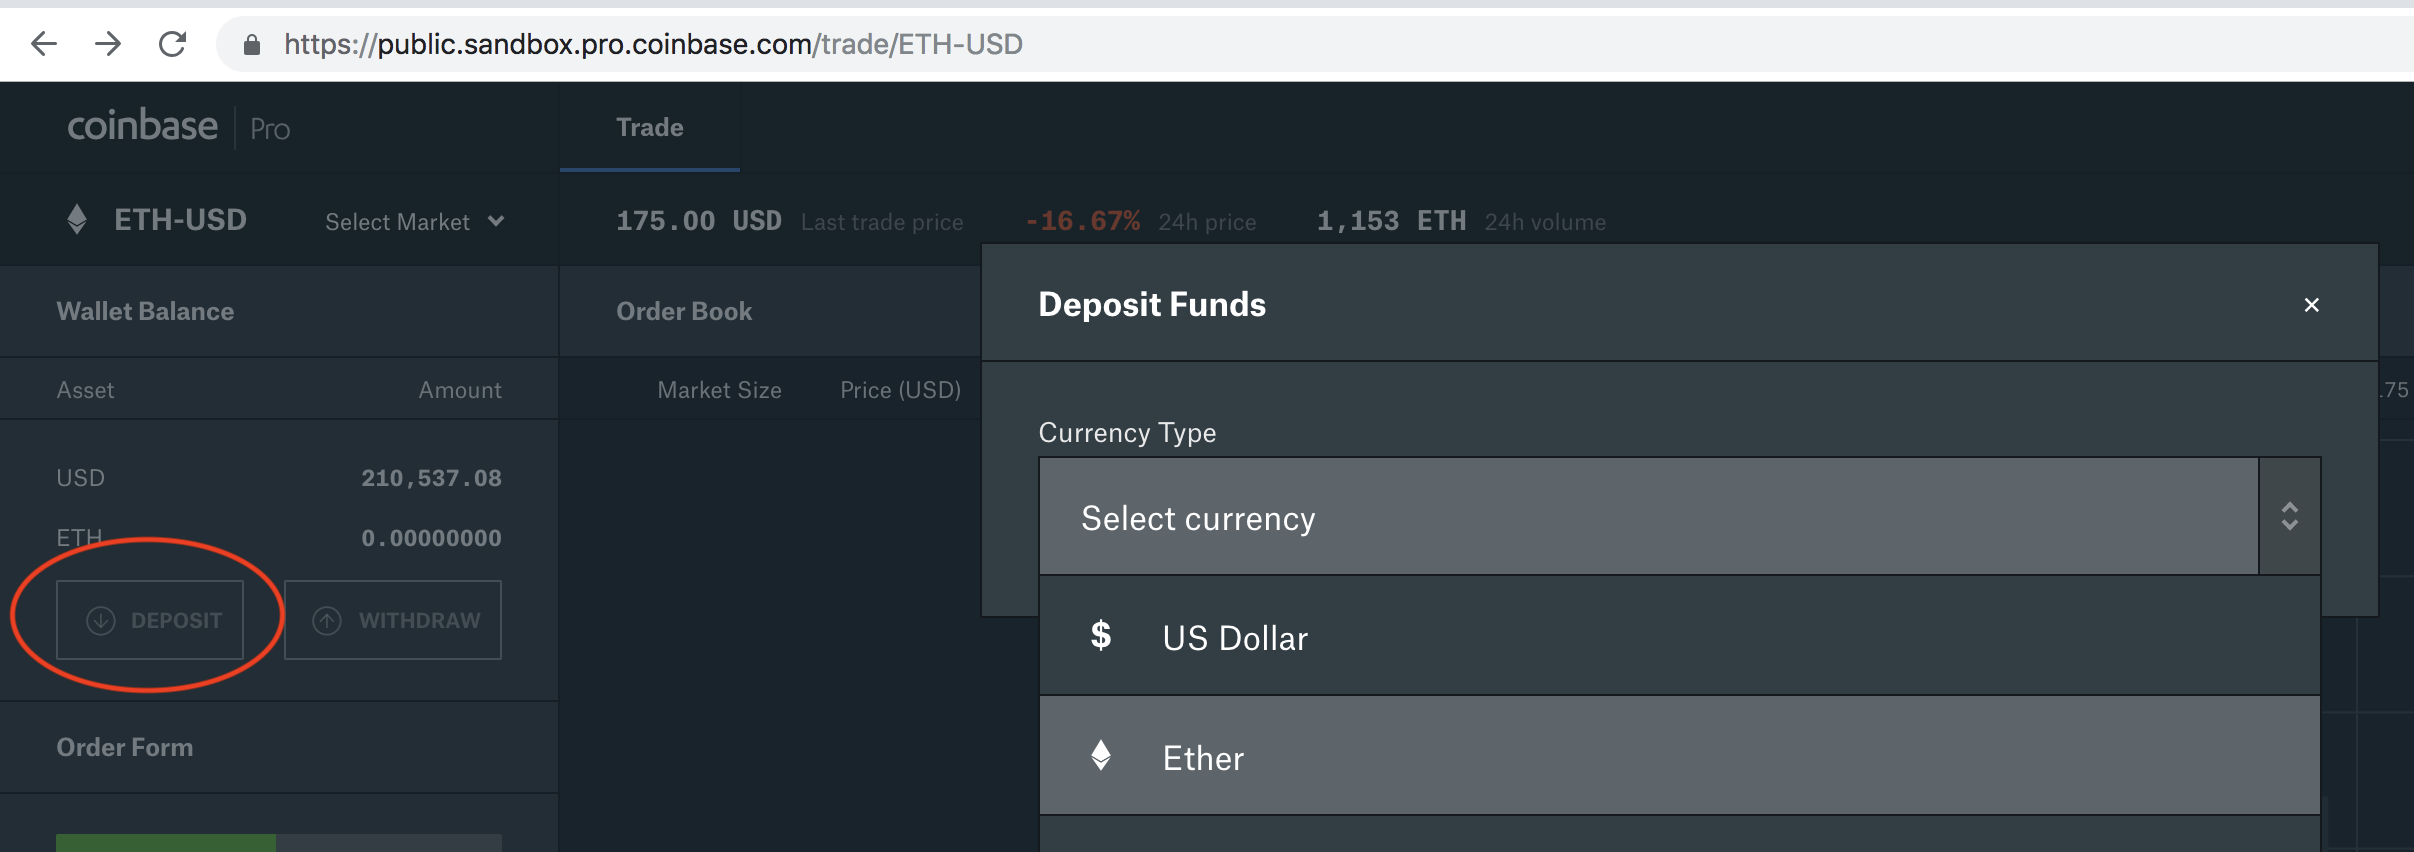 https://public.sandbox.pro.coinbase.com/trade/ETH-USD
coinbase Pro
Trade
ETH-USD Select Market
175.00 USD Last trade price -16.67% 24h price 1,153 ETH 24h volume
Wallet Balance
Asset Amount
USD 210,537.08
ETH 0.00000000
DEPOSIT WITHDRAW
Order Form
Order Book
Market Size Price (USD)
.75
Deposit Funds
×
Currency Type
Select currency
$ US Dollar
Ether